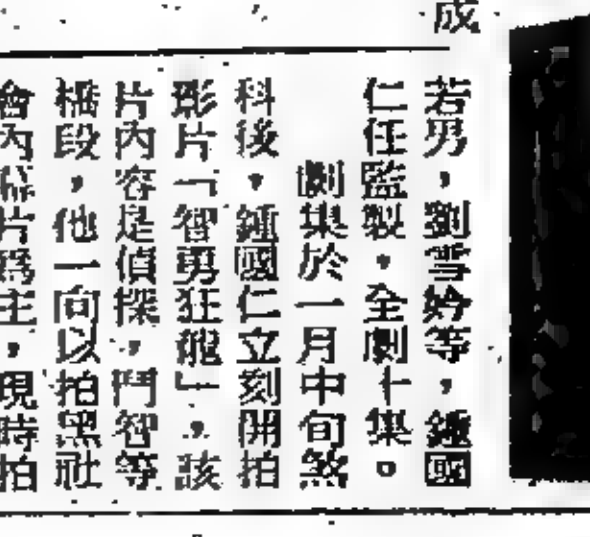 成
若男，劉雪妗等，鍾國
仁任監製，全劇十集。
劇集於一月中旬煞
科後，鍾國仁立刻開拍
影片「智勇狂龍」，該
片內容是偵探，鬥智等
橋段，他一向以拍黑社
會內幕片為主，現時拍